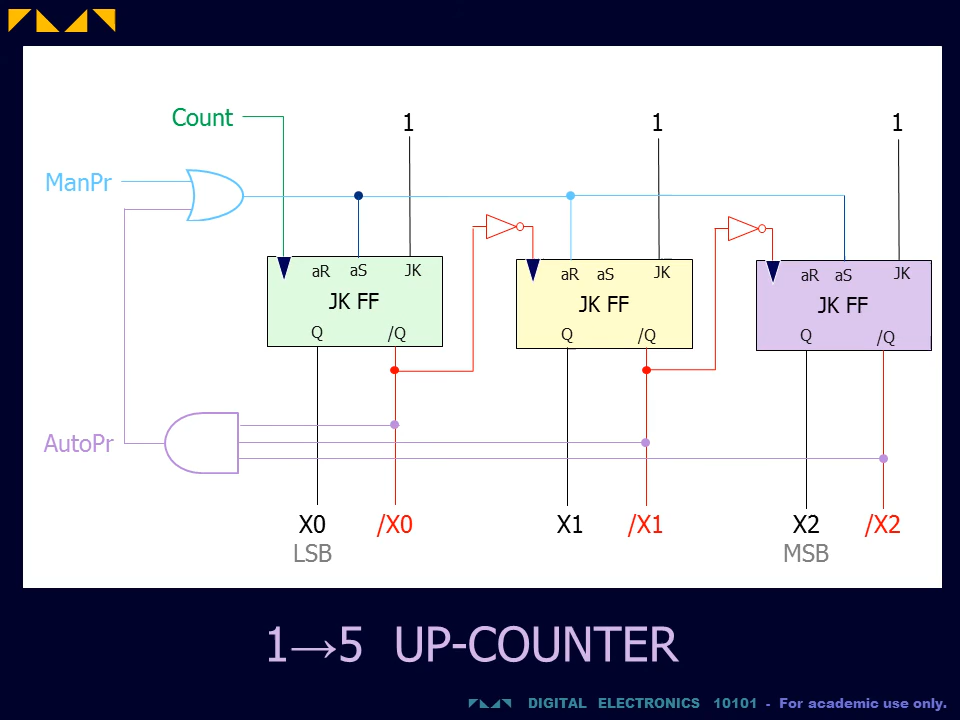 Count
1
1
1
ManPr
aR aS JK
JK FF
Q /Q
aR aS JK
JK FF
Q /Q
aR aS JK
JK FF
Q /Q
AutoPr
X0 /X0 X1 /X1 X2 /X2
LSB MSB
1→5 UP-COUNTER
DIGITAL ELECTRONICS 10101 - For academic use only.